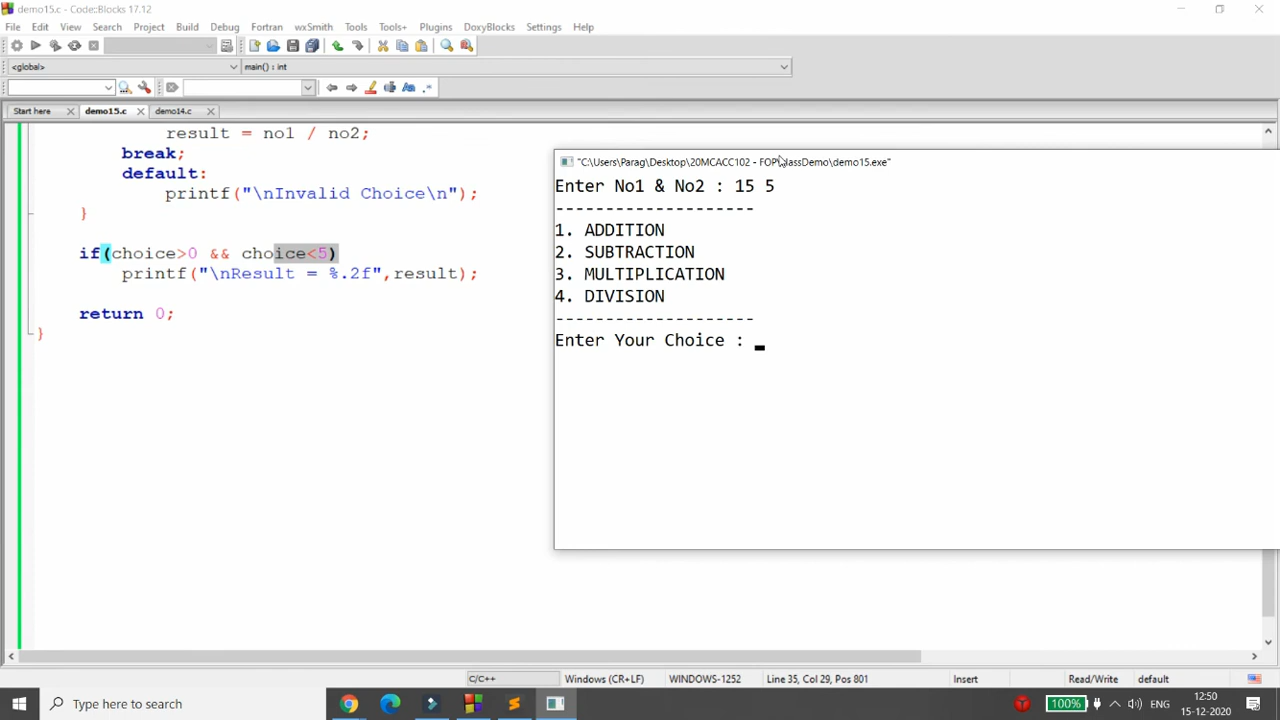 demo15.c - Code::Blocks 17.12
File Edit View Search Project Build Debug Fortran wxSmith Tools Tools+ Plugins DoxyBlocks Settings Help
<global> main() : int
Start here demo15.c demo14.c
result = no1 / no2;
break;
default:
printf("\nInvalid Choice\n");
}
if(choice>0 && choice<5)
printf("\nResult = %.2f",result);
return 0;
}
"C:\Users\Parag\Desktop\20MCACC102 - FOP\ClassDemo\demo15.exe"
Enter No1 & No2 : 15 5
--------------------
1. ADDITION
2. SUBTRACTION
3. MULTIPLICATION
4. DIVISION
--------------------
Enter Your Choice : _
C/C++ Windows (CR+LF) WINDOWS-1252 Line 35, Col 29, Pos 801 Insert Read/Write default
Type here to search
100% ENG
12:50
15-12-2020